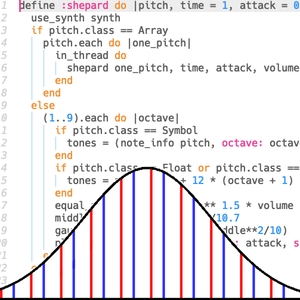 define :shepard do |pitch, time = 1, attack = 0
use_synth synth
if pitch.class == Array
pitch.each do |one_pitch|
in_thread do
shepard one_pitch, time, attack, volume
end
end
else
(1..9).each do |octave|
if pitch.class == Symbol
tones = (note_info pitch, octave: octav
end
if pitch.class == Float or pitch.class ==
tones = 12 * (octave + 1)
end
equal ** 1.5 * volume
middl /10.7
gau ddle**2/10)
attack, s